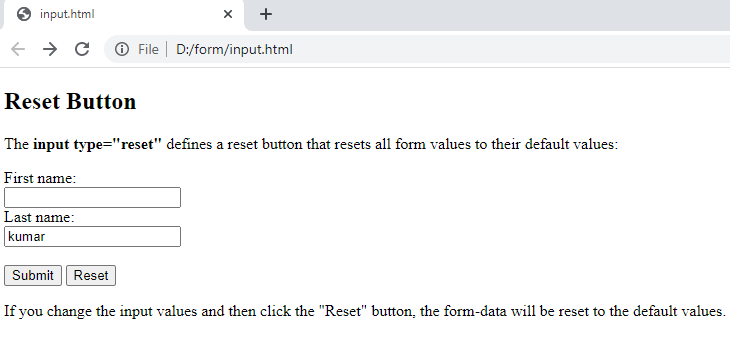 input.html
File | D:/form/input.html
Reset Button
The input type="reset" defines a reset button that resets all form values to their default values:
First name:
Last name:
kumar
Submit Reset
If you change the input values and then click the "Reset" button, the form-data will be reset to the default values.